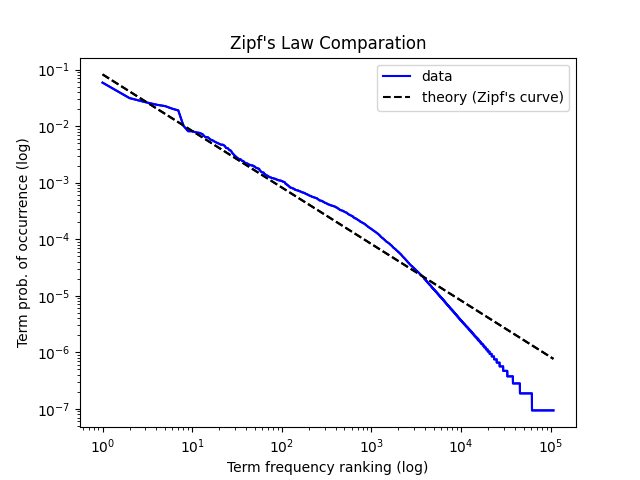 Zipf's Law Comparation
data
theory (Zipf's curve)
Term prob. of occurrence (log)
10⁻¹
10⁻²
10⁻³
10⁻⁴
10⁻⁵
10⁻⁶
10⁻⁷
10⁰ 10¹ 10² 10³ 10⁴ 10⁵
Term frequency ranking (log)